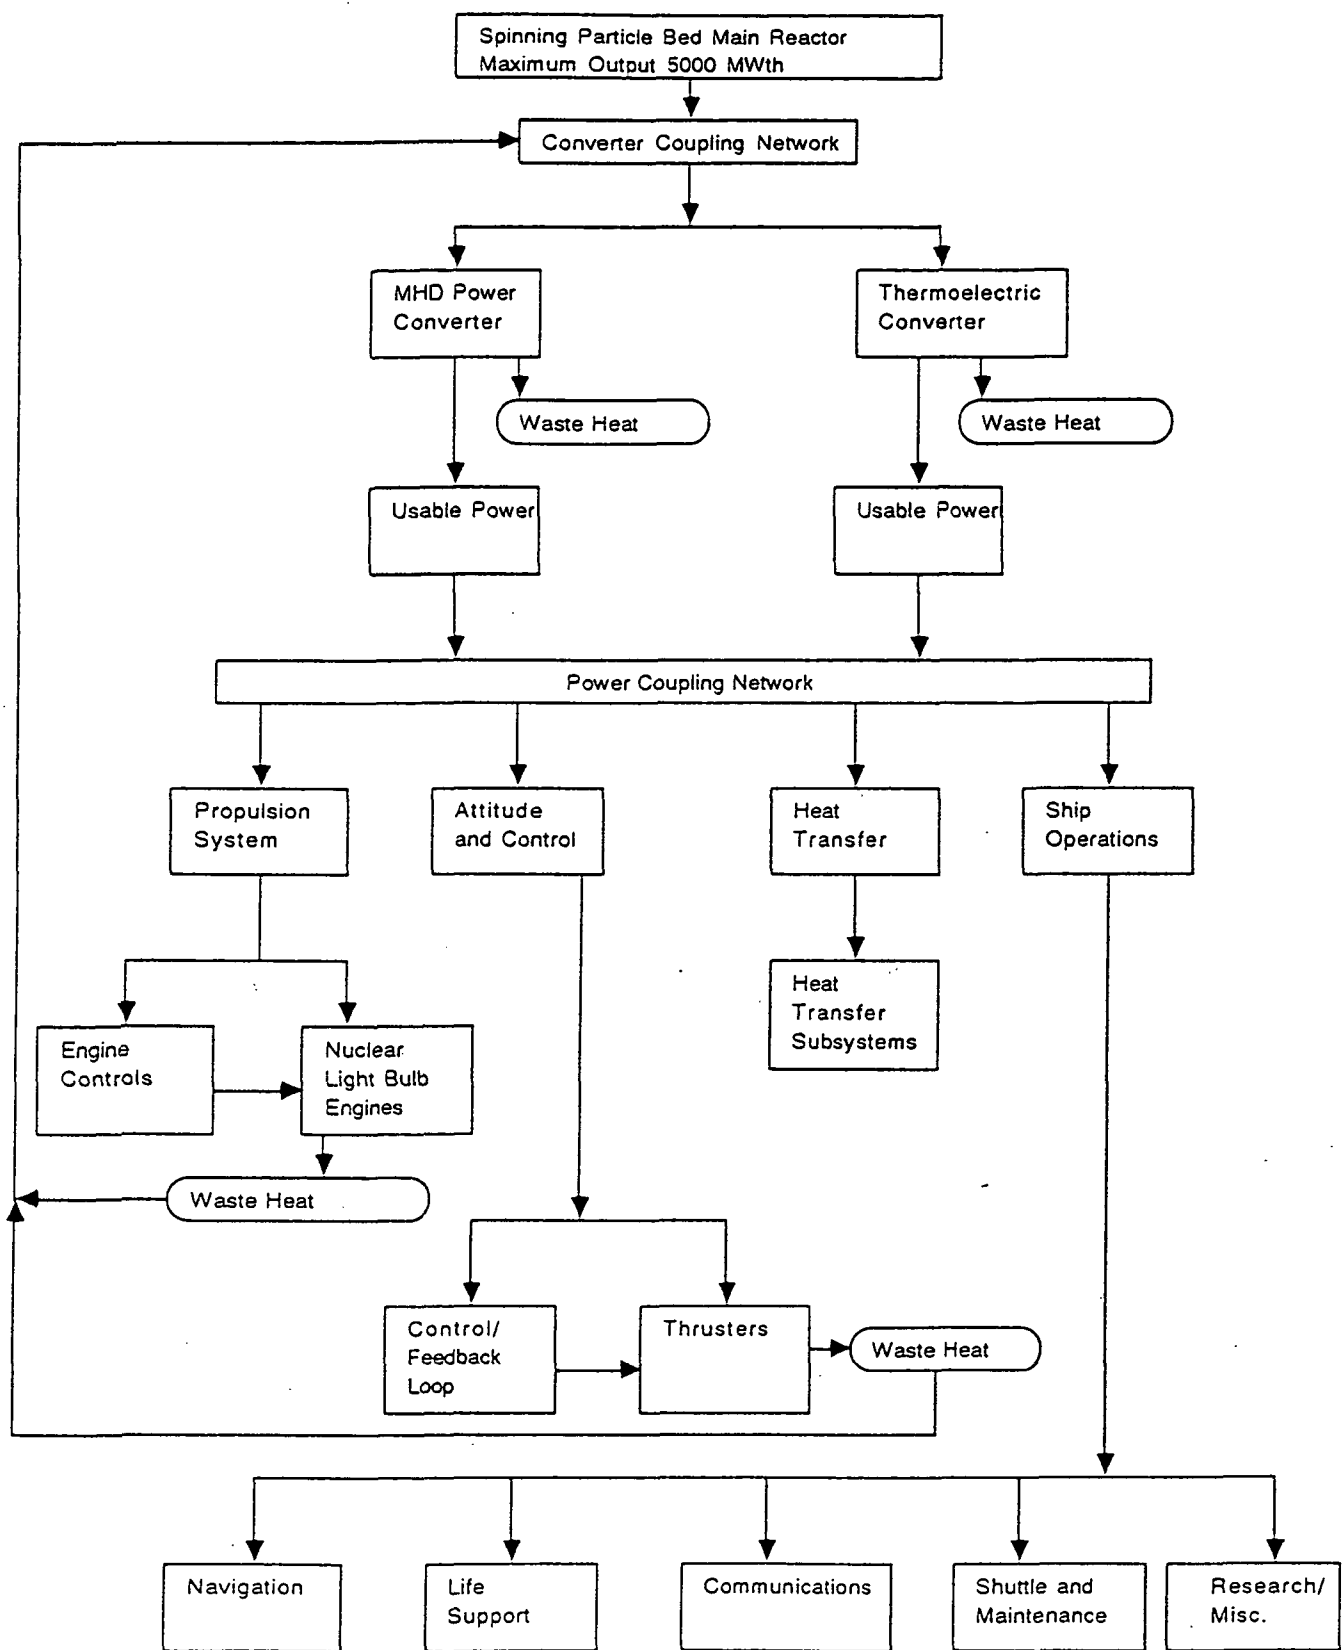 Spinning Particle Bed Main Reactor
Maximum Output 5000 MWth
Converter Coupling Network
MHD Power
Converter
Thermoelectric
Converter
Waste Heat
Waste Heat
Usable Power
Usable Power
Power Coupling Network
Propulsion
System
Attitude
and Control
Heat
Transfer
Ship
Operations
Heat
Transfer
Subsystems
Engine
Controls
Nuclear
Light Bulb
Engines
Waste Heat
Control/
Feedback
Loop
Thrusters
Waste Heat
Navigation
Life
Support
Communications
Shuttle and
Maintenance
Research/
Misc.